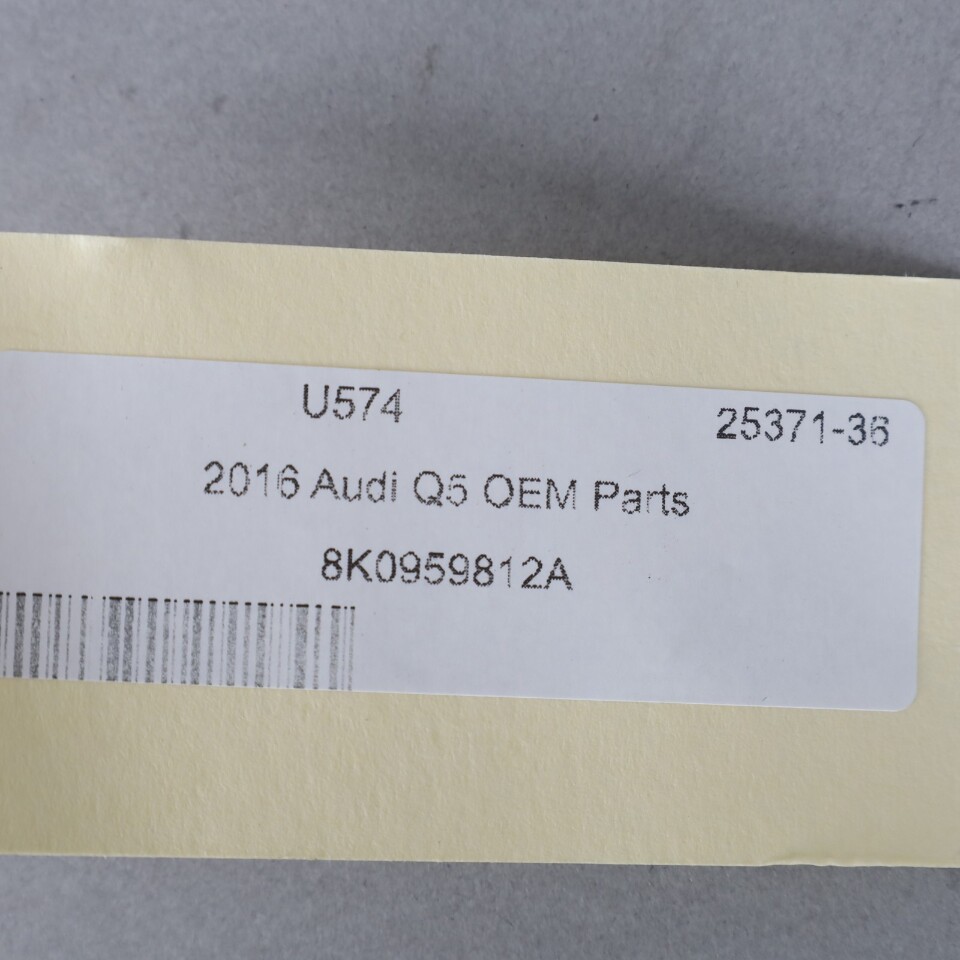 U574 25371-36
2016 Audi Q5 OEM Parts
8K0959812A